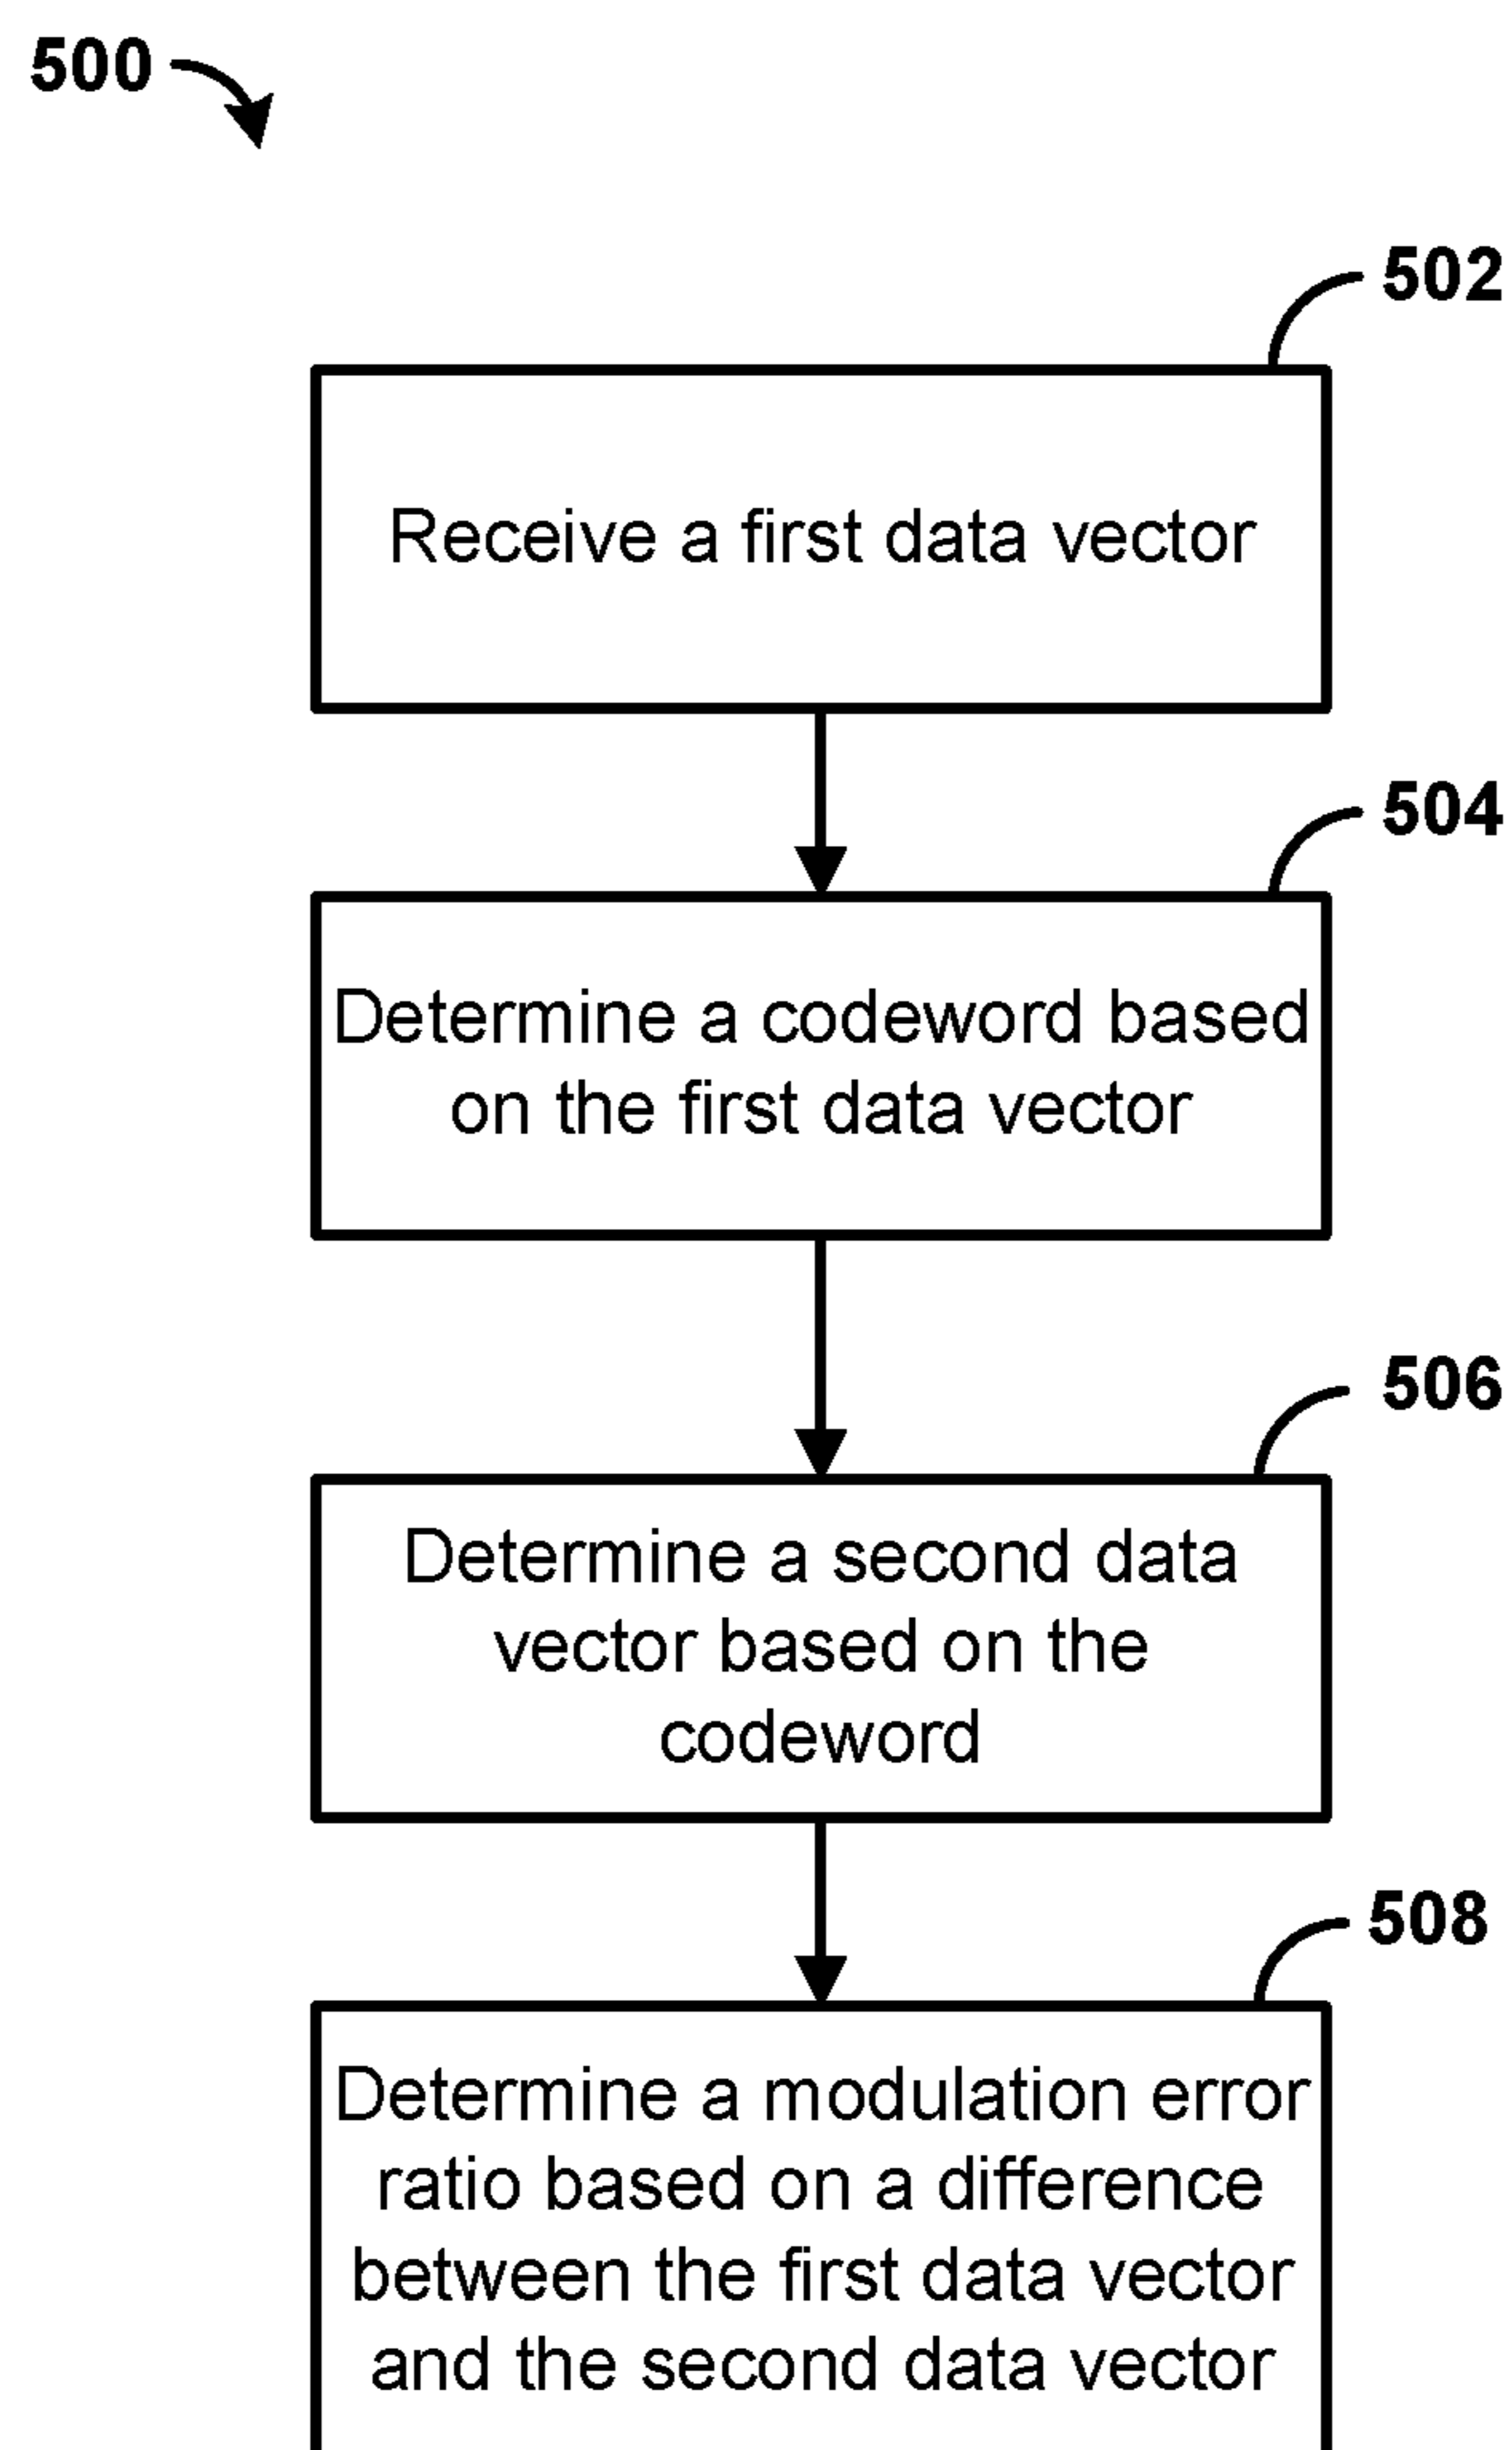 500
502
Receive a first data vector
504
Determine a codeword based
on the first data vector
506
Determine a second data
vector based on the
codeword
508
Determine a modulation error
ratio based on a difference
between the first data vector
and the second data vector